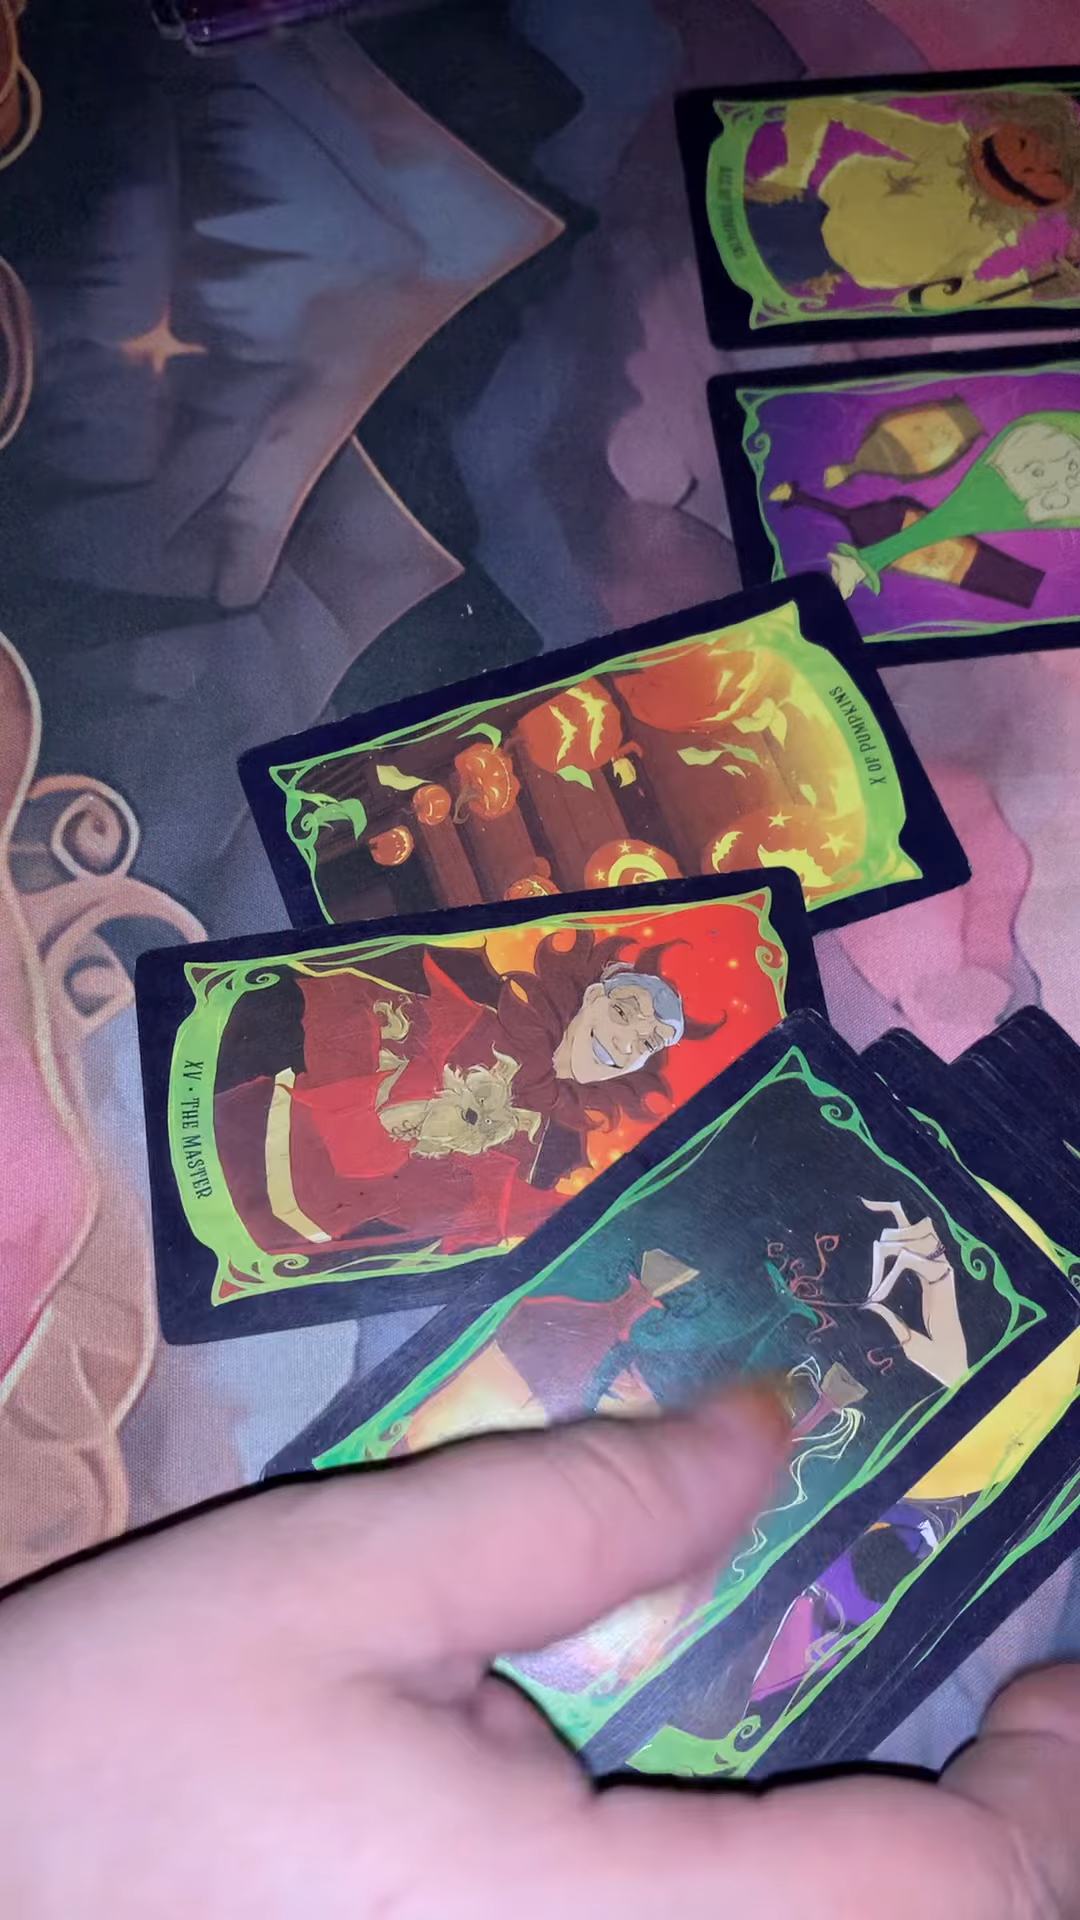 ACE OF PUMPKINS
X OF PUMPKINS
XV • THE MASTER